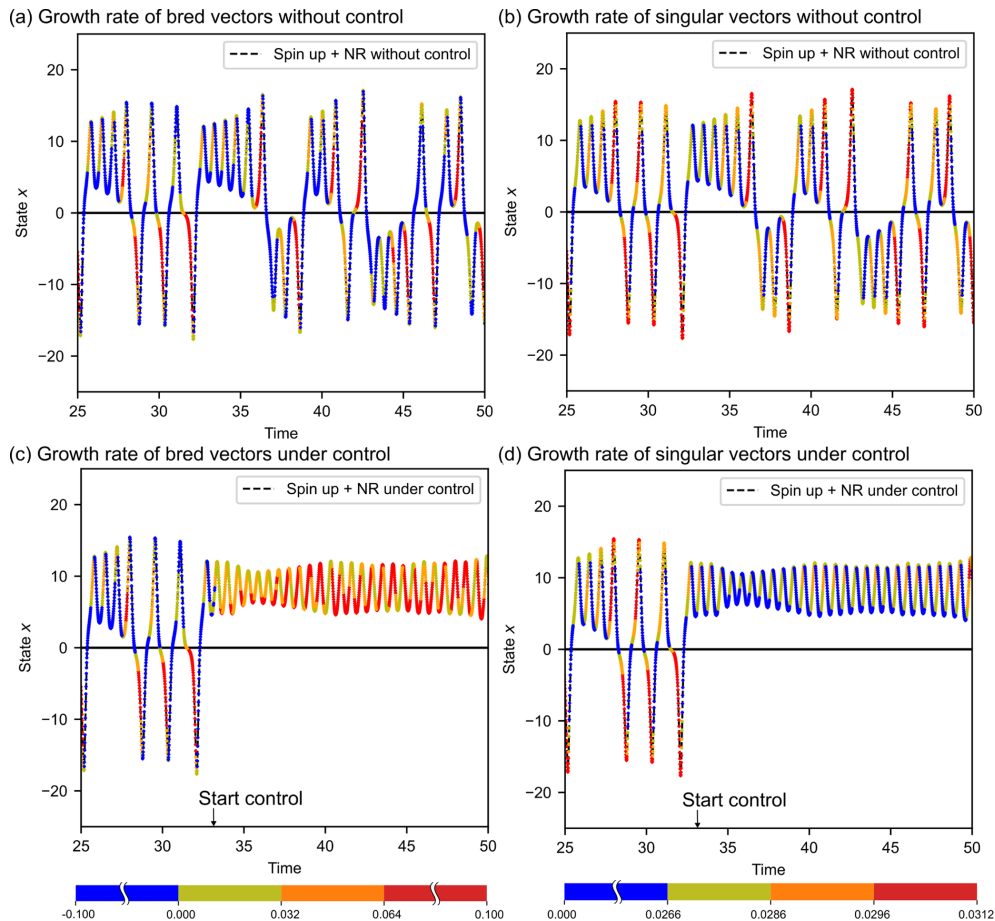 (a) Growth rate of bred vectors without control
Spin up + NR without control
State x
20
10
0
−10
−20
25 30 35 40 45 50
Time
(b) Growth rate of singular vectors without control
Spin up + NR without control
State x
20
10
0
−10
−20
25 30 35 40 45 50
Time
(c) Growth rate of bred vectors under control
Spin up + NR under control
State x
20
10
0
−10
−20
Start control
25 30 35 40 45 50
Time
-0.100 0.000 0.032 0.064 0.100
(d) Growth rate of singular vectors under control
Spin up + NR under control
State x
20
10
0
−10
−20
Start control
25 30 35 40 45 50
Time
0.000 0.0266 0.0286 0.0296 0.0312